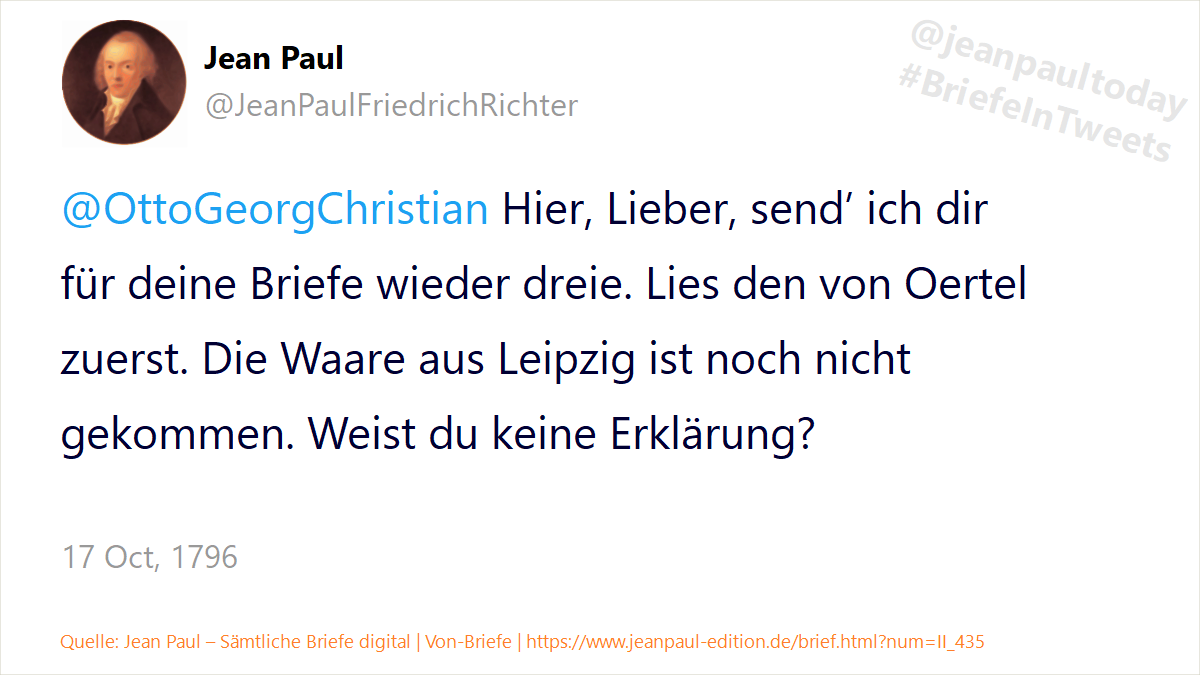 Jean Paul
@JeanPaulFriedrichRichter
@jeanpaultoday
#BriefeInTweets
@OttoGeorgChristian Hier, Lieber, send’ ich dir
für deine Briefe wieder dreie. Lies den von Oertel
zuerst. Die Waare aus Leipzig ist noch nicht
gekommen. Weist du keine Erklärung?
17 Oct, 1796
Quelle: Jean Paul – Sämtliche Briefe digital | Von-Briefe | https://www.jeanpaul-edition.de/brief.html?num=II_435